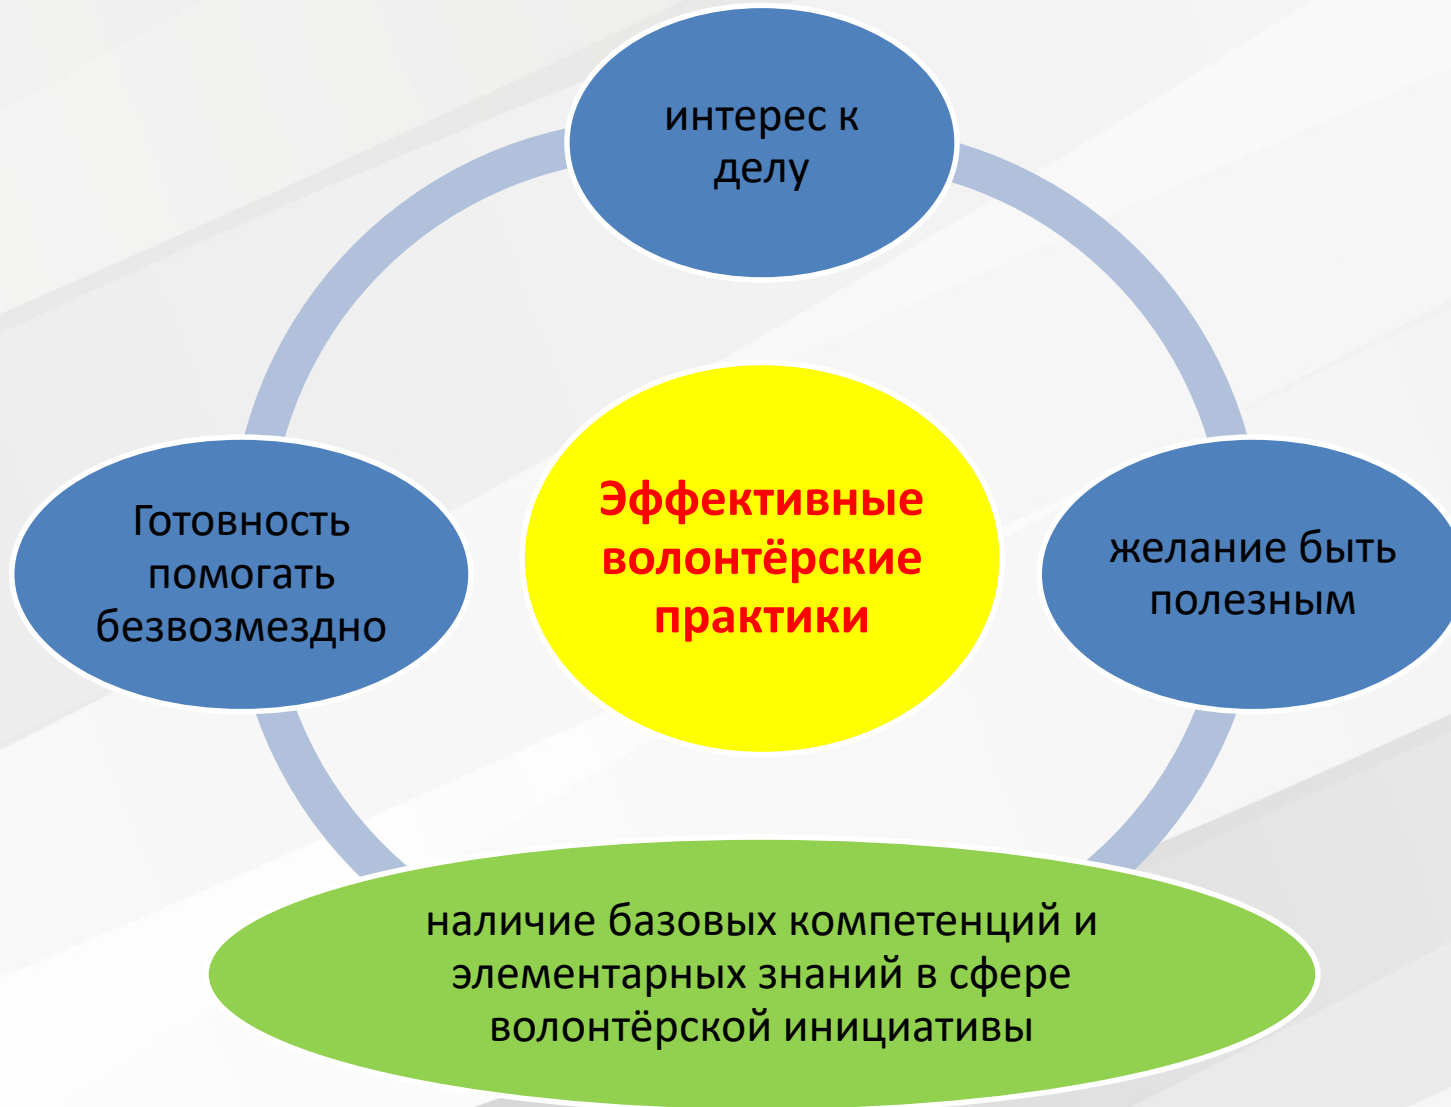 интерес к
делу
Готовность
помогать
безвозмездно
Эффективные
волонтёрские
практики
желание быть
полезным
наличие базовых компетенций и
элементарных знаний в сфере
волонтёрской инициативы